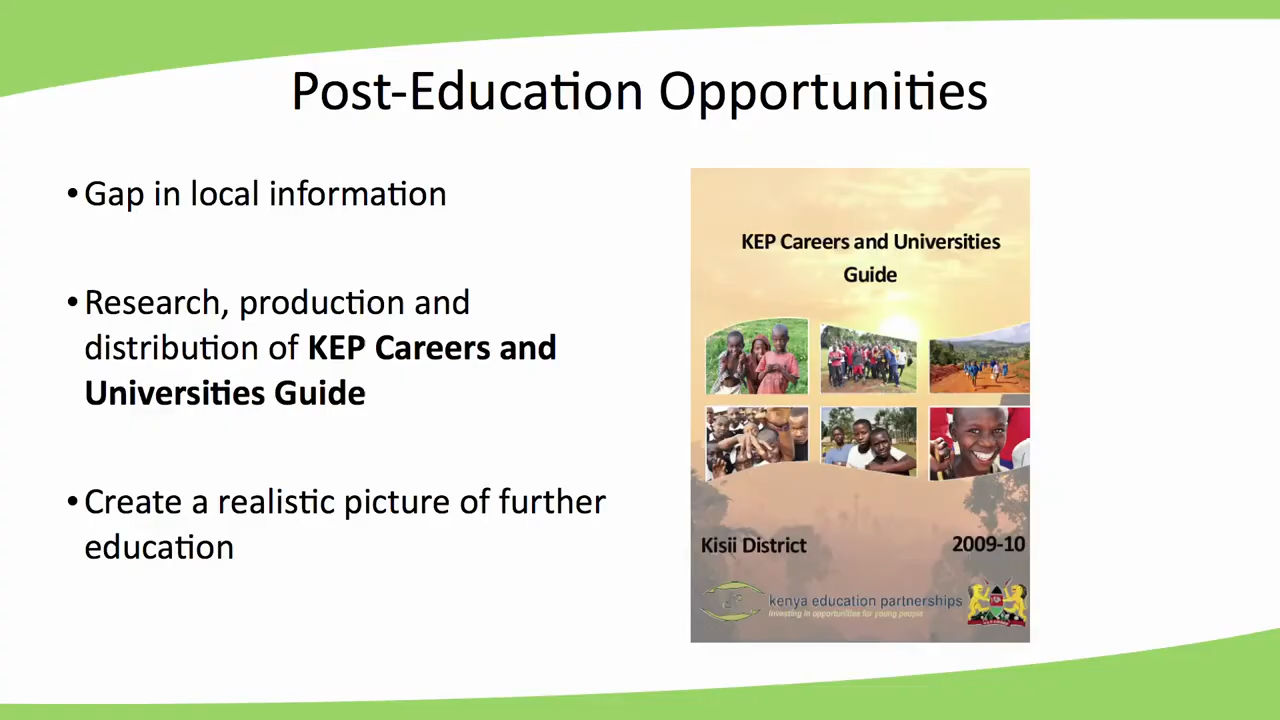 Post-Education Opportunities
• Gap in local information
• Research, production and
distribution of KEP Careers and
Universities Guide
• Create a realistic picture of further
education
KEP Careers and Universities
Guide
Kisii District 2009-10
kenya education partnerships
investing in opportunities for young people